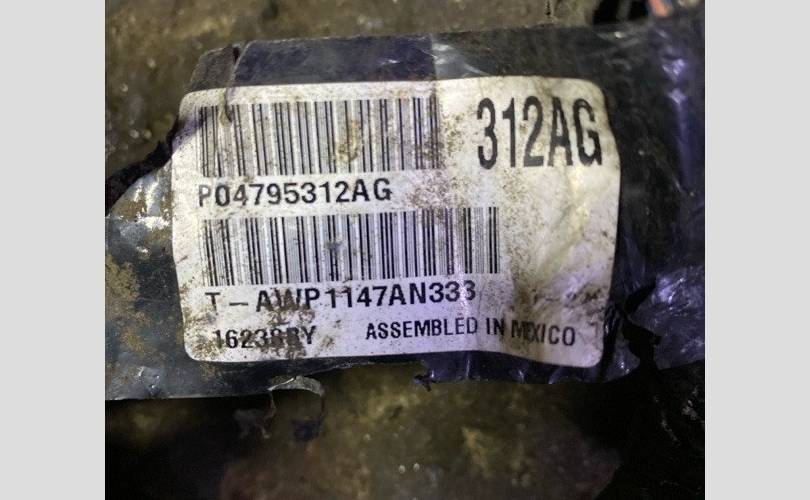 312AG
P04795312AG
T-AWP1147AN333
ASSEMBLED IN MEXICO